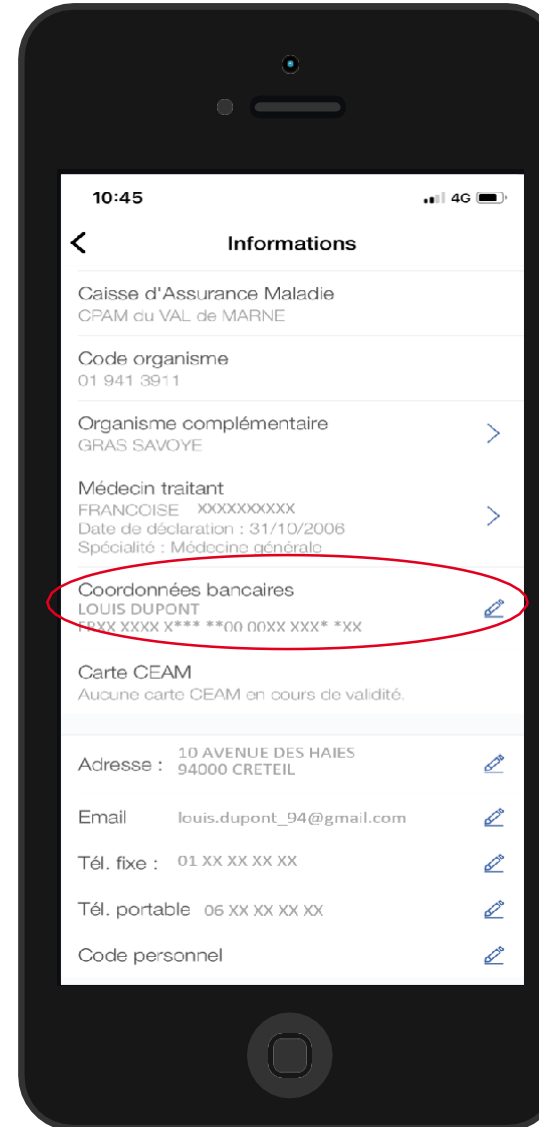 10:45 4G
Informations
Caisse d'Assurance Maladie
CPAM du VAL de MARNE
Code organisme
01 941 3911
Organisme complémentaire
GRAS SAVOYE
Médecin traitant
FRANCOISE XXXXXXXXXX
Date de déclaration : 31/10/2006
Spécialité : Médecine générale
Coordonnées bancaires
LOUIS DUPONT
FRXX XXXX X*** **00 00XX XXX* *XX
Carte CEAM
Aucune carte CEAM en cours de validité.
Adresse : 10 AVENUE DES HAIES
94000 CRETEIL
Email louis.dupont_94@gmail.com
Tél. fixe : 01 XX XX XX XX
Tél. portable 06 XX XX XX XX
Code personnel